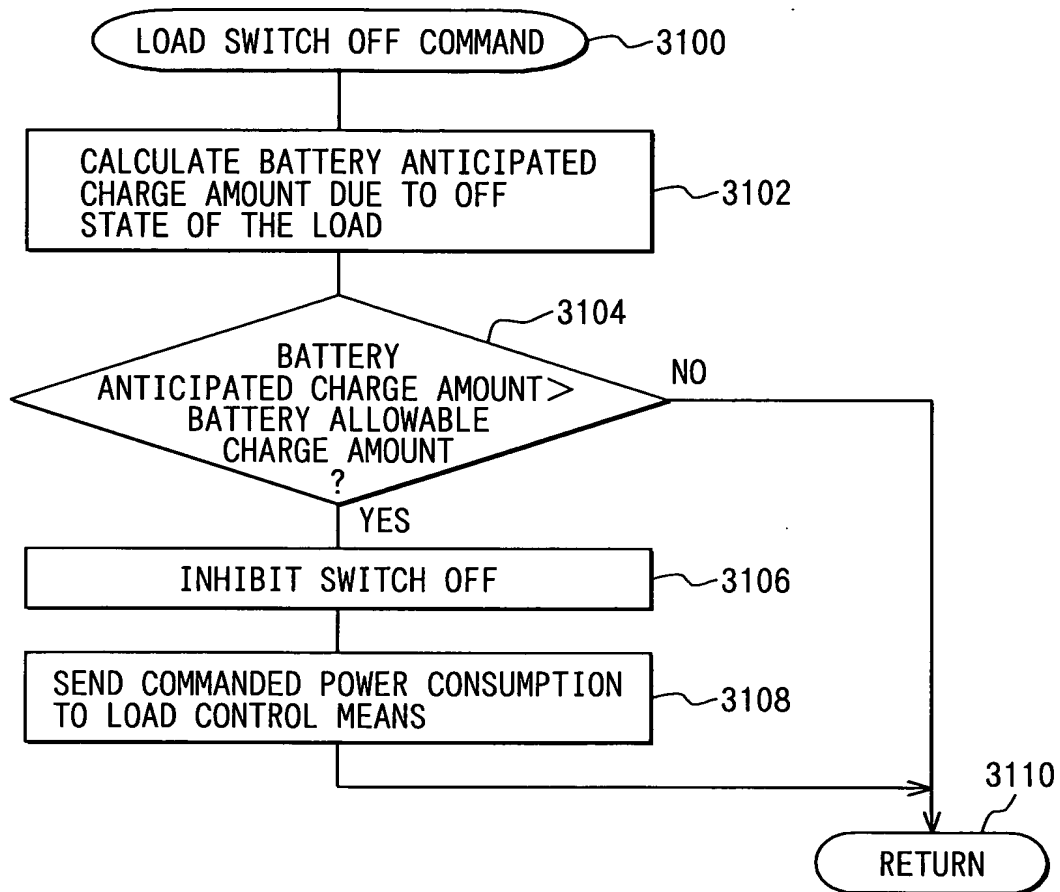 LOAD SWITCH OFF COMMAND
3100
CALCULATE BATTERY ANTICIPATED
CHARGE AMOUNT DUE TO OFF
STATE OF THE LOAD
3102
3104
BATTERY
ANTICIPATED CHARGE AMOUNT>
BATTERY ALLOWABLE
CHARGE AMOUNT
?
NO
YES
INHIBIT SWITCH OFF
3106
SEND COMMANDED POWER CONSUMPTION
TO LOAD CONTROL MEANS
3108
3110
RETURN